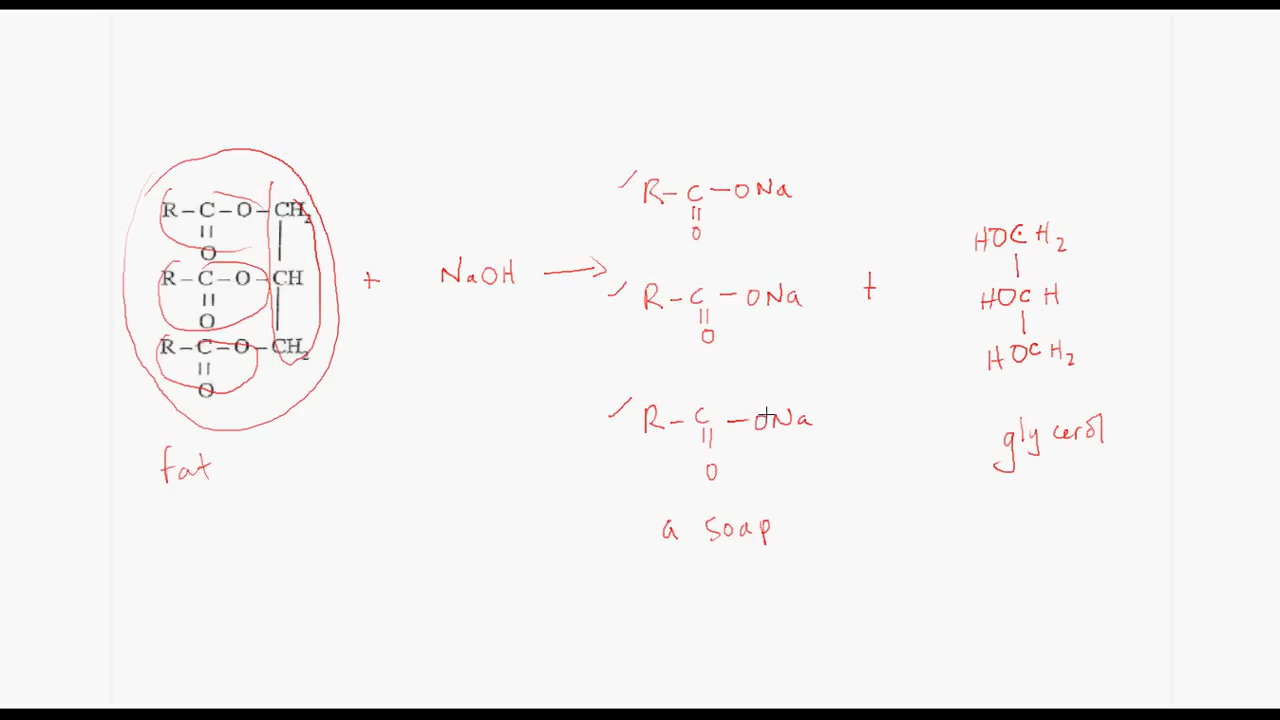 R–C–O–CH₂
||
O
R–C–O–CH
||
O
R–C–O–CH₂
||
O
fat
+
NaOH →
R–C–ONa
||
O
R–C–ONa
||
O
R–C–ONa
||
O
a soap
+
HOCH₂
|
HOCH
|
HOCH₂
glycerol